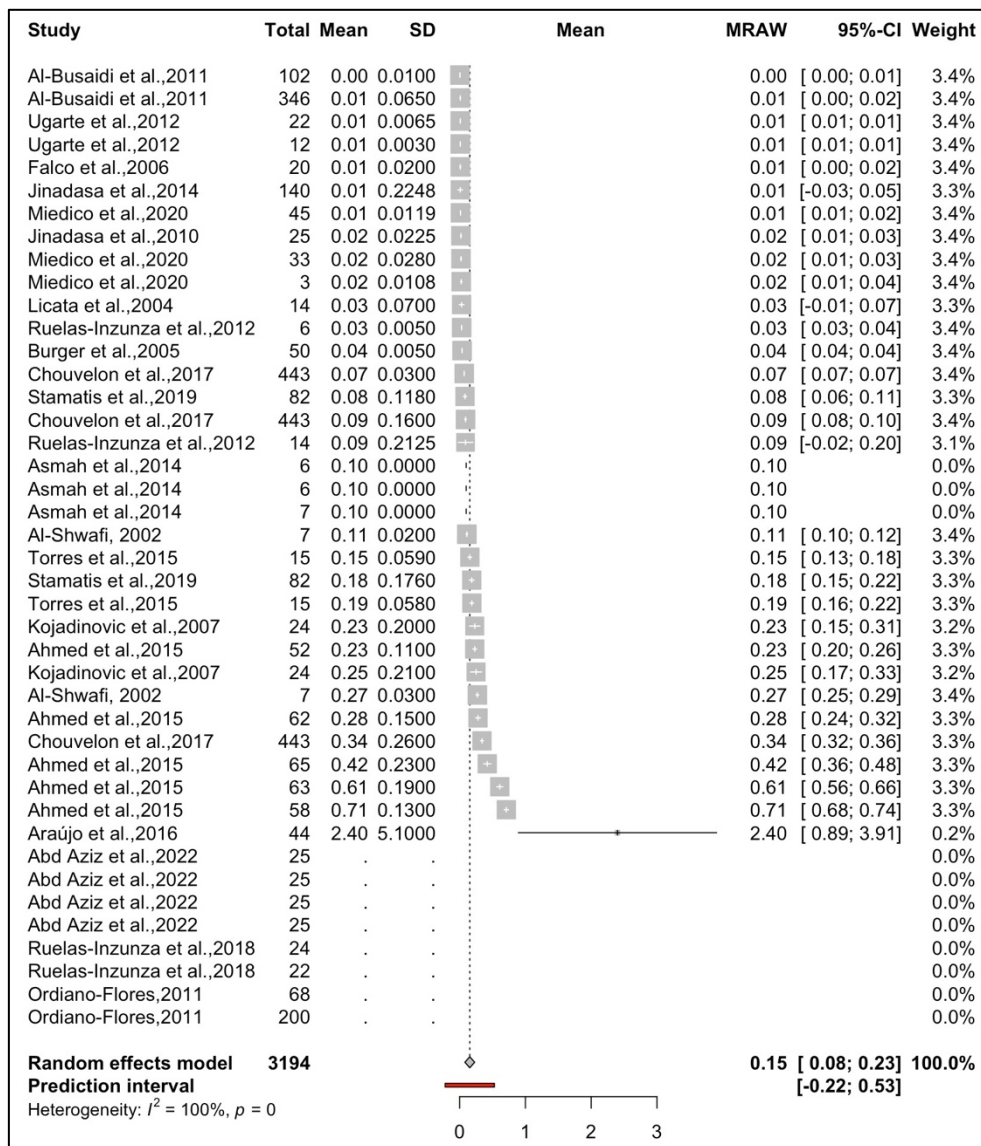 Study Total Mean SD Mean MRAW 95%-CI Weight
Al-Busaidi et al.,2011 102 0.00 0.0100 0.00 [ 0.00; 0.01] 3.4%
Al-Busaidi et al.,2011 346 0.01 0.0650 0.01 [ 0.00; 0.02] 3.4%
Ugarte et al.,2012 22 0.01 0.0065 0.01 [ 0.01; 0.01] 3.4%
Ugarte et al.,2012 12 0.01 0.0030 0.01 [ 0.01; 0.01] 3.4%
Falco et al.,2006 20 0.01 0.0200 0.01 [ 0.00; 0.02] 3.4%
Jinadasa et al.,2014 140 0.01 0.2248 0.01 [-0.03; 0.05] 3.3%
Miedico et al.,2020 45 0.01 0.0119 0.01 [ 0.01; 0.02] 3.4%
Jinadasa et al.,2010 25 0.02 0.0225 0.02 [ 0.01; 0.03] 3.4%
Miedico et al.,2020 33 0.02 0.0280 0.02 [ 0.01; 0.03] 3.4%
Miedico et al.,2020 3 0.02 0.0108 0.02 [ 0.01; 0.04] 3.4%
Licata et al.,2004 14 0.03 0.0700 0.03 [-0.01; 0.07] 3.3%
Ruelas-Inzunza et al.,2012 6 0.03 0.0050 0.03 [ 0.03; 0.04] 3.4%
Burger et al.,2005 50 0.04 0.0050 0.04 [ 0.04; 0.04] 3.4%
Chouvelon et al.,2017 443 0.07 0.0300 0.07 [ 0.07; 0.07] 3.4%
Stamatis et al.,2019 82 0.08 0.1180 0.08 [ 0.06; 0.11] 3.3%
Chouvelon et al.,2017 443 0.09 0.1600 0.09 [ 0.08; 0.10] 3.4%
Ruelas-Inzunza et al.,2012 14 0.09 0.2125 0.09 [-0.02; 0.20] 3.1%
Asmah et al.,2014 6 0.10 0.0000 0.10 0.0%
Asmah et al.,2014 6 0.10 0.0000 0.10 0.0%
Asmah et al.,2014 7 0.10 0.0000 0.10 0.0%
Al-Shwafi, 2002 7 0.11 0.0200 0.11 [ 0.10; 0.12] 3.4%
Torres et al.,2015 15 0.15 0.0590 0.15 [ 0.13; 0.18] 3.3%
Stamatis et al.,2019 82 0.18 0.1760 0.18 [ 0.15; 0.22] 3.3%
Torres et al.,2015 15 0.19 0.0580 0.19 [ 0.16; 0.22] 3.3%
Kojadinovic et al.,2007 24 0.23 0.2000 0.23 [ 0.15; 0.31] 3.2%
Ahmed et al.,2015 52 0.23 0.1100 0.23 [ 0.20; 0.26] 3.3%
Kojadinovic et al.,2007 24 0.25 0.2100 0.25 [ 0.17; 0.33] 3.2%
Al-Shwafi, 2002 7 0.27 0.0300 0.27 [ 0.25; 0.29] 3.4%
Ahmed et al.,2015 62 0.28 0.1500 0.28 [ 0.24; 0.32] 3.3%
Chouvelon et al.,2017 443 0.34 0.2600 0.34 [ 0.32; 0.36] 3.3%
Ahmed et al.,2015 65 0.42 0.2300 0.42 [ 0.36; 0.48] 3.3%
Ahmed et al.,2015 63 0.61 0.1900 0.61 [ 0.56; 0.66] 3.3%
Ahmed et al.,2015 58 0.71 0.1300 0.71 [ 0.68; 0.74] 3.3%
Araújo et al.,2016 44 2.40 5.1000 2.40 [ 0.89; 3.91] 0.2%
Abd Aziz et al.,2022 25 . . 0.0%
Abd Aziz et al.,2022 25 . . 0.0%
Abd Aziz et al.,2022 25 . . 0.0%
Abd Aziz et al.,2022 25 . . 0.0%
Ruelas-Inzunza et al.,2018 24 . . 0.0%
Ruelas-Inzunza et al.,2018 22 . . 0.0%
Ordiano-Flores,2011 68 . . 0.0%
Ordiano-Flores,2011 200 . . 0.0%
Random effects model 3194 0.15 [ 0.08; 0.23] 100.0%
Prediction interval [-0.22; 0.53]
Heterogeneity: I² = 100%, p = 0
0 1 2 3